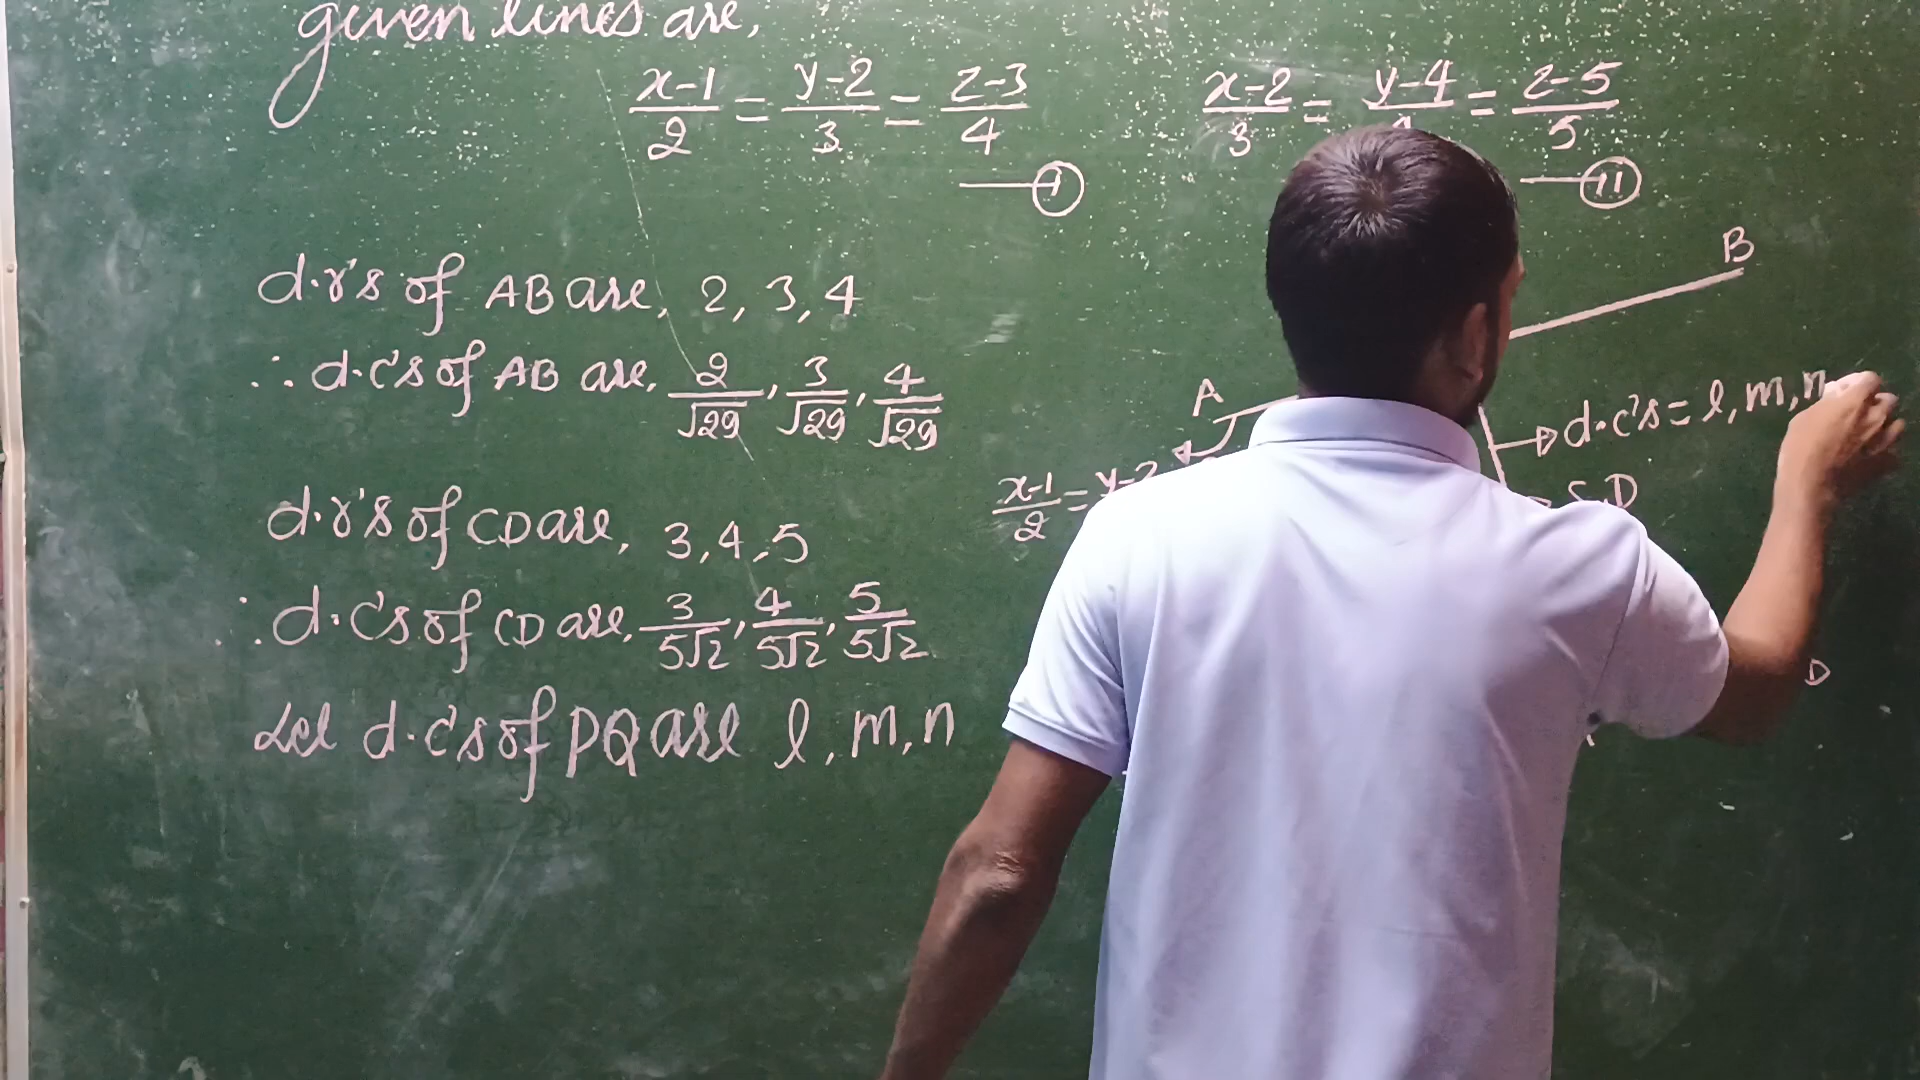 given lines are,
x-1/2 = y-2/3 = z-3/4 x-2/3 = y-4/ = z-5/5
I II
d.r's of AB are, 2, 3, 4
∴ d.c's of AB are, 2/√29, 3/√29, 4/√29
d.r's of CD are, 3, 4, 5
∴ d.c's of CD are, 3/5√2, 4/5√2, 5/5√2
Let d.c's of PQ are l, m, n
B
A
d.c's = l, m, n
x-1/2 = y-2
S.D
D